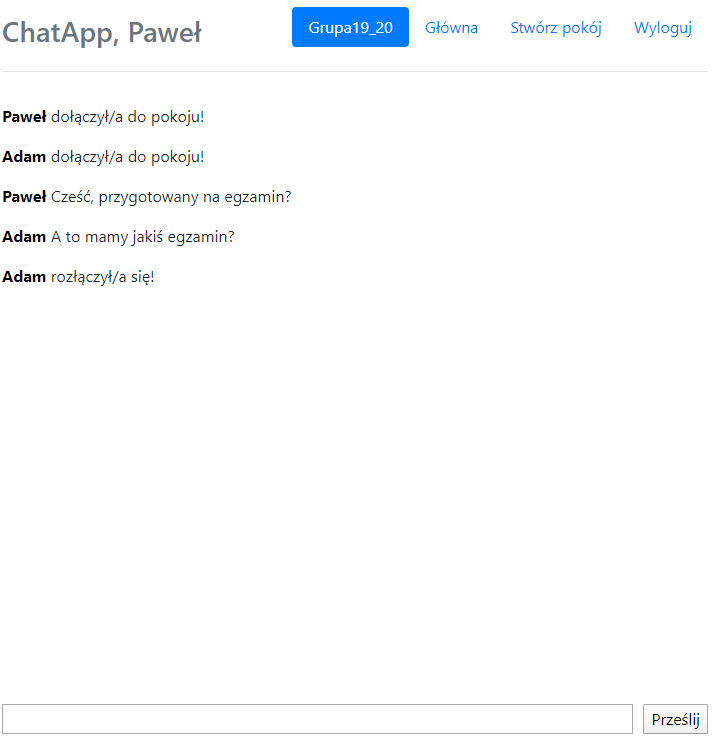 ChatApp, Paweł
Grupa19_20 Główna Stwórz pokój Wyloguj
Paweł dołączył/a do pokoju!
Adam dołączył/a do pokoju!
Paweł Cześć, przygotowany na egzamin?
Adam A to mamy jakiś egzamin?
Adam rozłączył/a się!
Prześlij